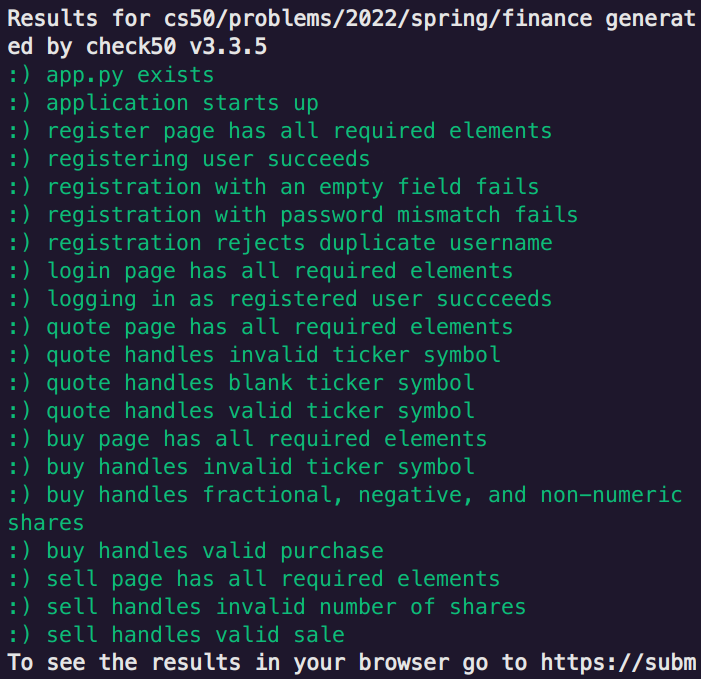 Results for cs50/problems/2022/spring/finance generat
ed by check50 v3.3.5
:) app.py exists
:) application starts up
:) register page has all required elements
:) registering user succeeds
:) registration with an empty field fails
:) registration with password mismatch fails
:) registration rejects duplicate username
:) login page has all required elements
:) logging in as registered user succceeds
:) quote page has all required elements
:) quote handles invalid ticker symbol
:) quote handles blank ticker symbol
:) quote handles valid ticker symbol
:) buy page has all required elements
:) buy handles invalid ticker symbol
:) buy handles fractional, negative, and non-numeric
shares
:) buy handles valid purchase
:) sell page has all required elements
:) sell handles invalid number of shares
:) sell handles valid sale
To see the results in your browser go to https://subm